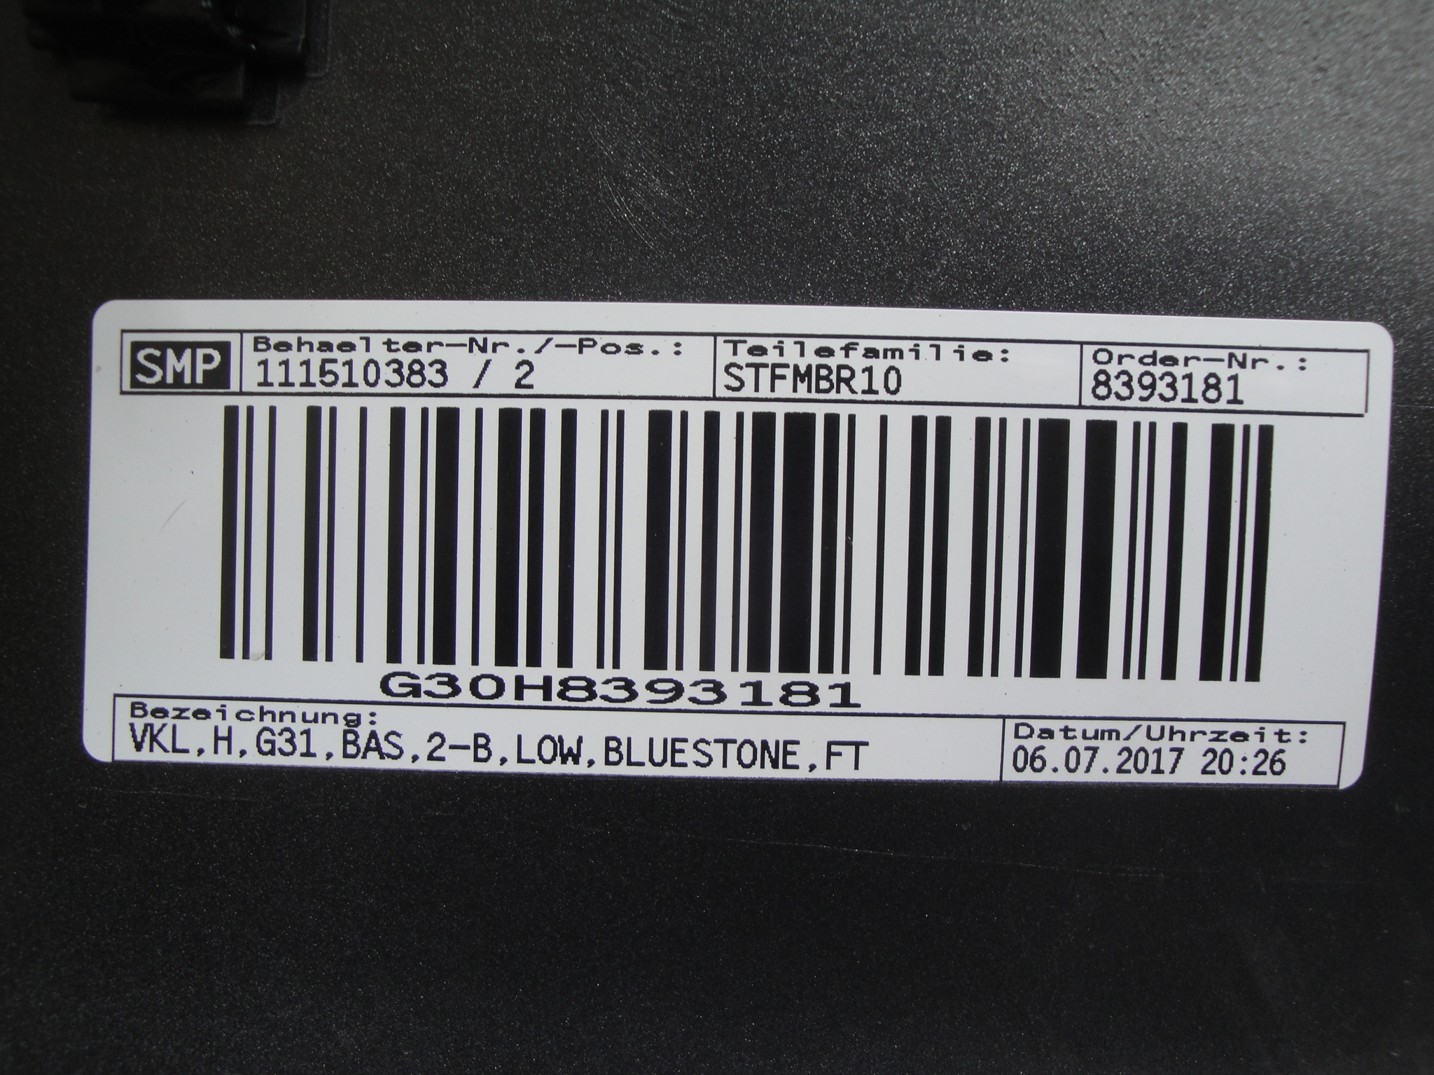 SMP
Behaelter-Nr./-Pos.: Teilefamilie: Order-Nr.:
111510383 / 2 STFMBR10 8393181
G30H8393181
Bezeichnung: Datum/Uhrzeit:
VKL,H,G31,BAS,2-B,LOW,BLUESTONE,FT 06.07.2017 20:26